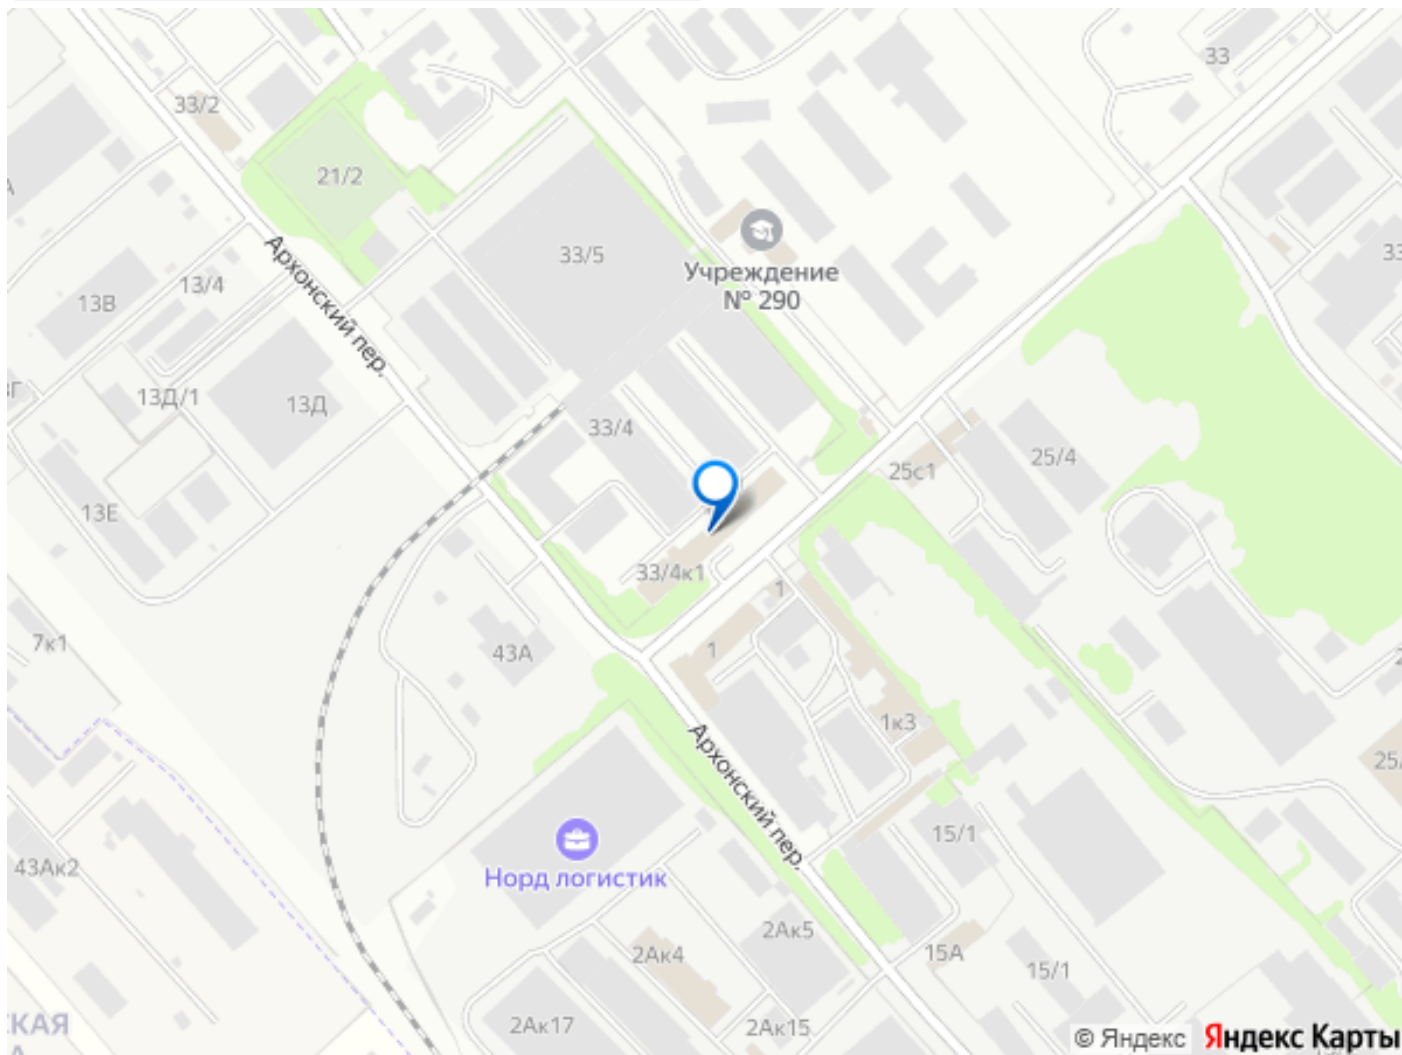 33
33/2
21/2
33/5
Учреждение
№ 290
Архонский пер.
13/4
13В
13Д/1
13Д
33/4
25с1
25/4
13Е
33/4к1
1
7к1
43А
1
1к3
Архонский пер.
15/1
43Ак2
Норд логистик
2Ак5
2Ак4
15А
15/1
2Ак17
2Ак15
КАЯ
© Яндекс
Яндекс Карты